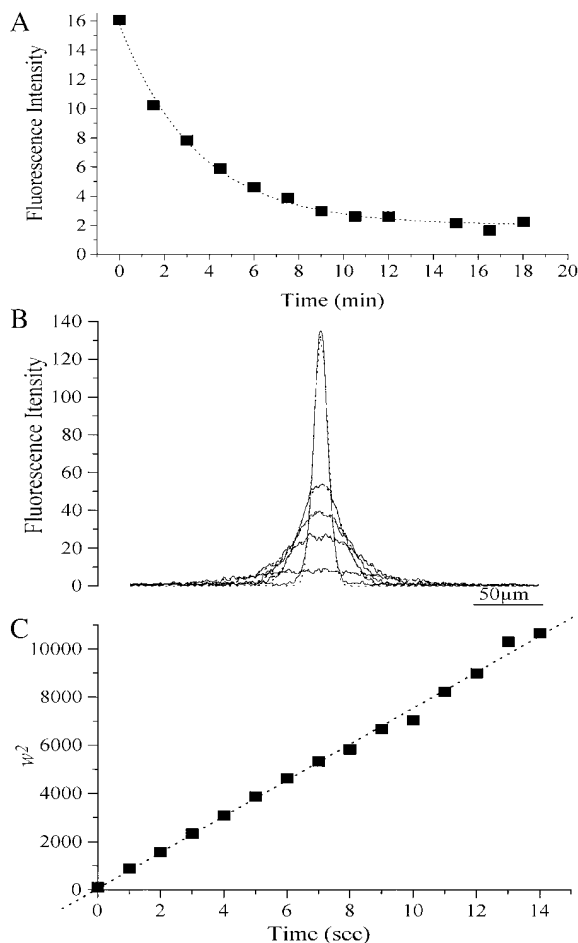 A
Fluorescence Intensity
16
14
12
10
8
6
4
2
0
0 2 4 6 8 10 12 14 16 18 20
Time (min)
B
Fluorescence Itensity
140
120
100
80
60
40
20
0
50µm
C
w2
10000
8000
6000
4000
2000
0
0 2 4 6 8 10 12 14
Time (sec)